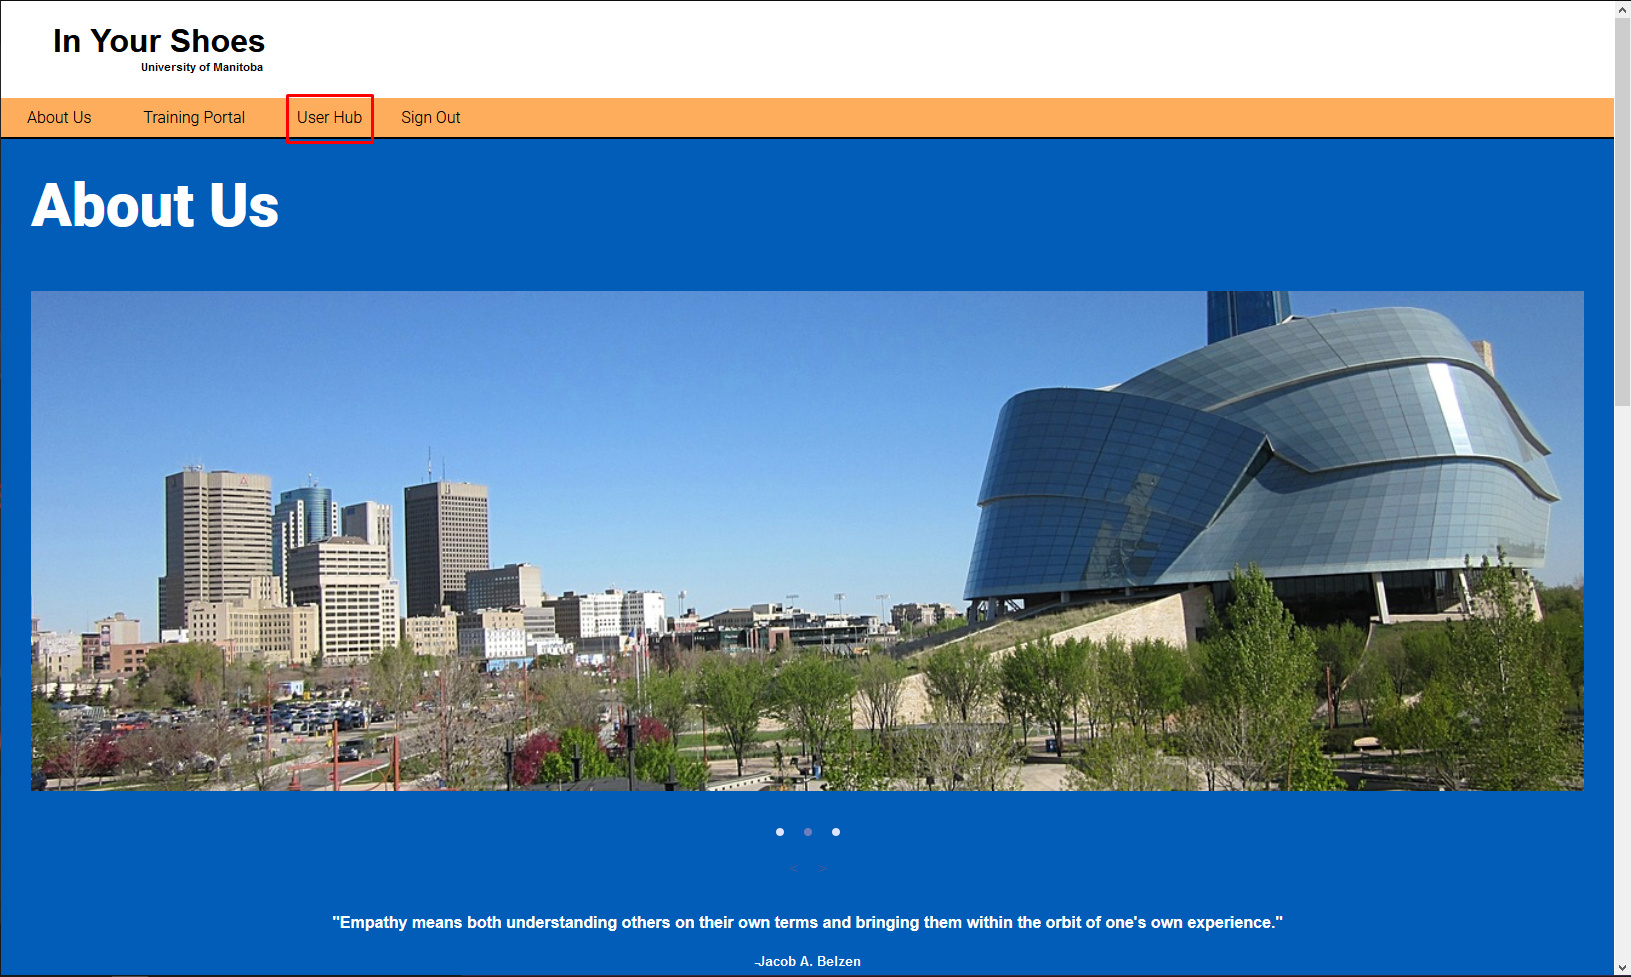 In Your Shoes
University of Manitoba
About Us Training Portal User Hub Sign Out
About Us
< >
"Empathy means both understanding others on their own terms and bringing them within the orbit of one's own experience."
-Jacob A. Belzen